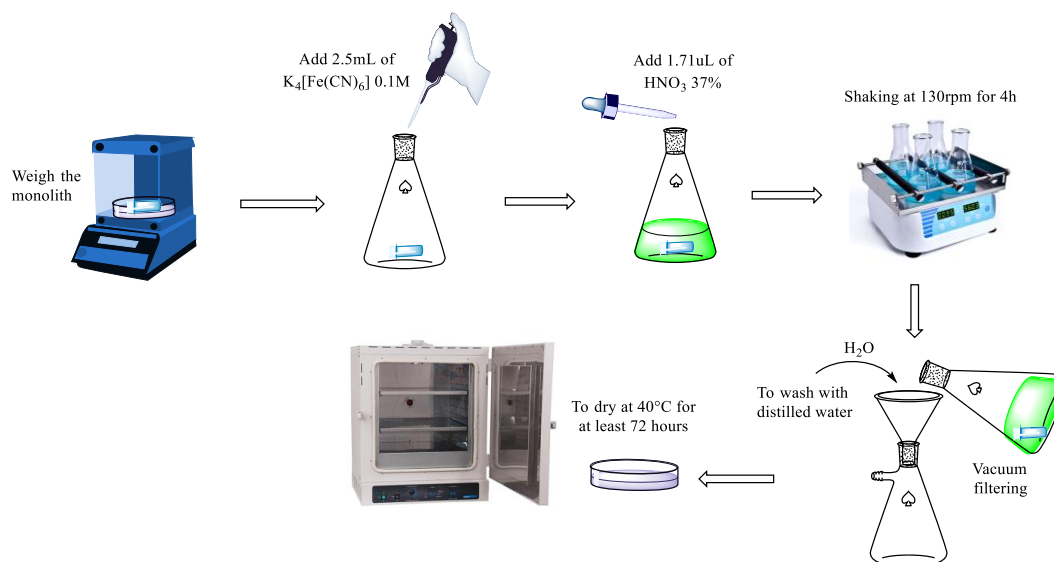 Add 2.5mL of
K₄[Fe(CN)₆] 0.1M
Add 1.71uL of
HNO₃ 37%
Shaking at 130rpm for 4h
Weigh the
monolith
H₂O
To wash with
distilled water
To dry at 40°C for
at least 72 hours
Vacuum
filtering